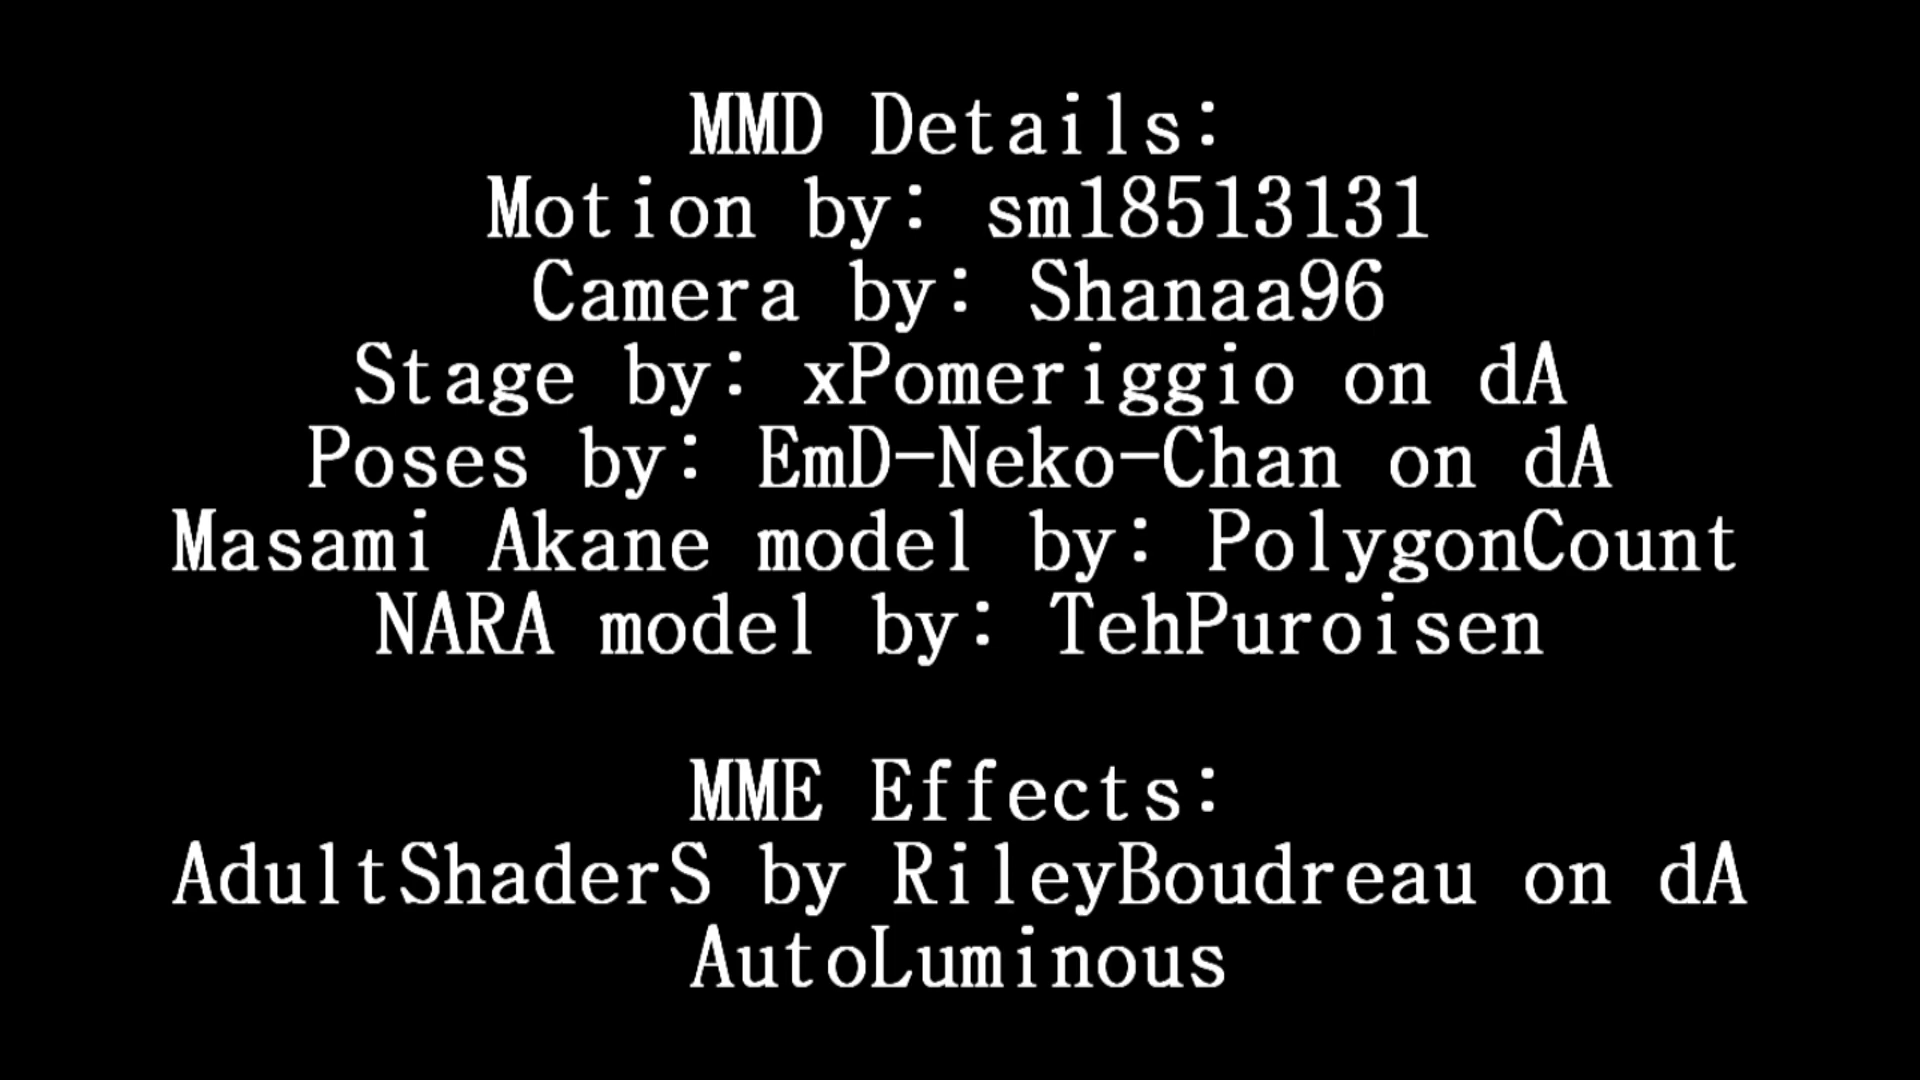 MMD Details:
Motion by: sm18513131
Camera by: Shanaa96
Stage by: xPomeriggio on dA
Poses by: EmD-Neko-Chan on dA
Masami Akane model by: PolygonCount
NARA model by: TehPuroisen
MME Effects:
AdultShaderS by RileyBoudreau on dA
AutoLuminous